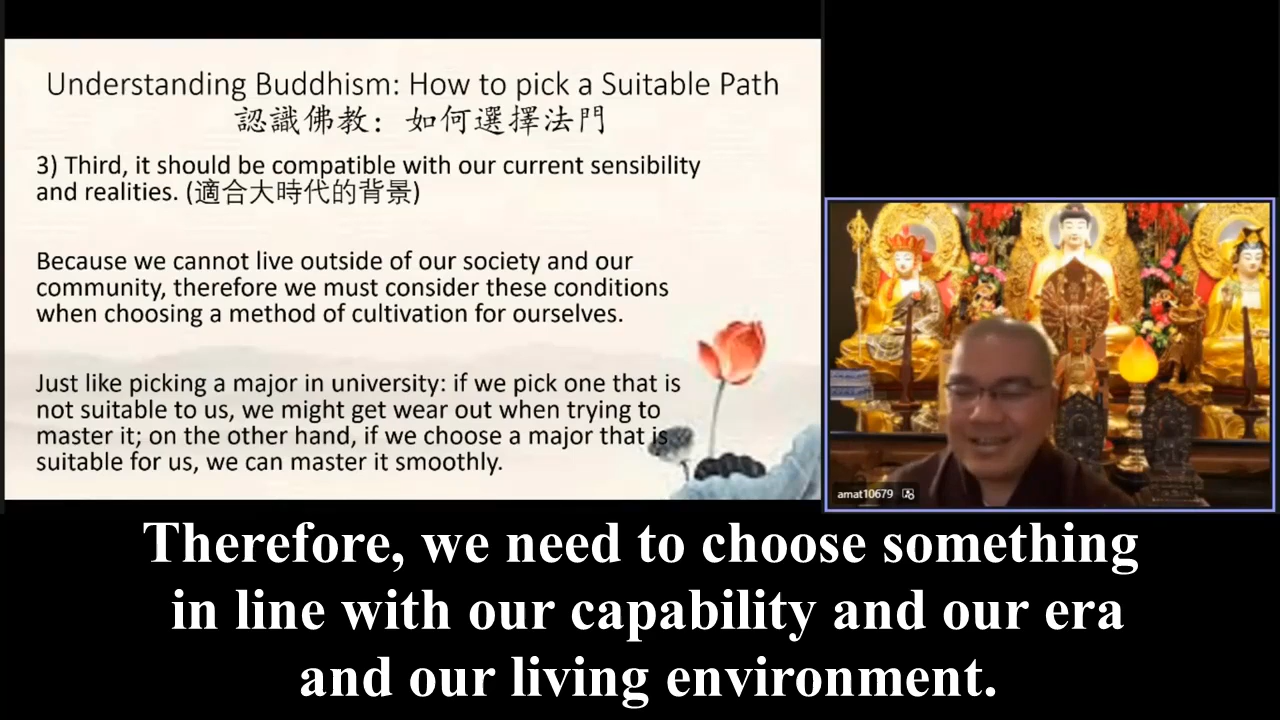 Understanding Buddhism: How to pick a Suitable Path
認識佛教：如何選擇法門
3) Third, it should be compatible with our current sensibility
and realities. (適合大時代的背景)
Because we cannot live outside of our society and our
community, therefore we must consider these conditions
when choosing a method of cultivation for ourselves.
Just like picking a major in university: if we pick one that is
not suitable to us, we might get wear out when trying to
master it; on the other hand, if we choose a major that is
suitable for us, we can master it smoothly.
amat10679
Therefore, we need to choose something
in line with our capability and our era
and our living environment.